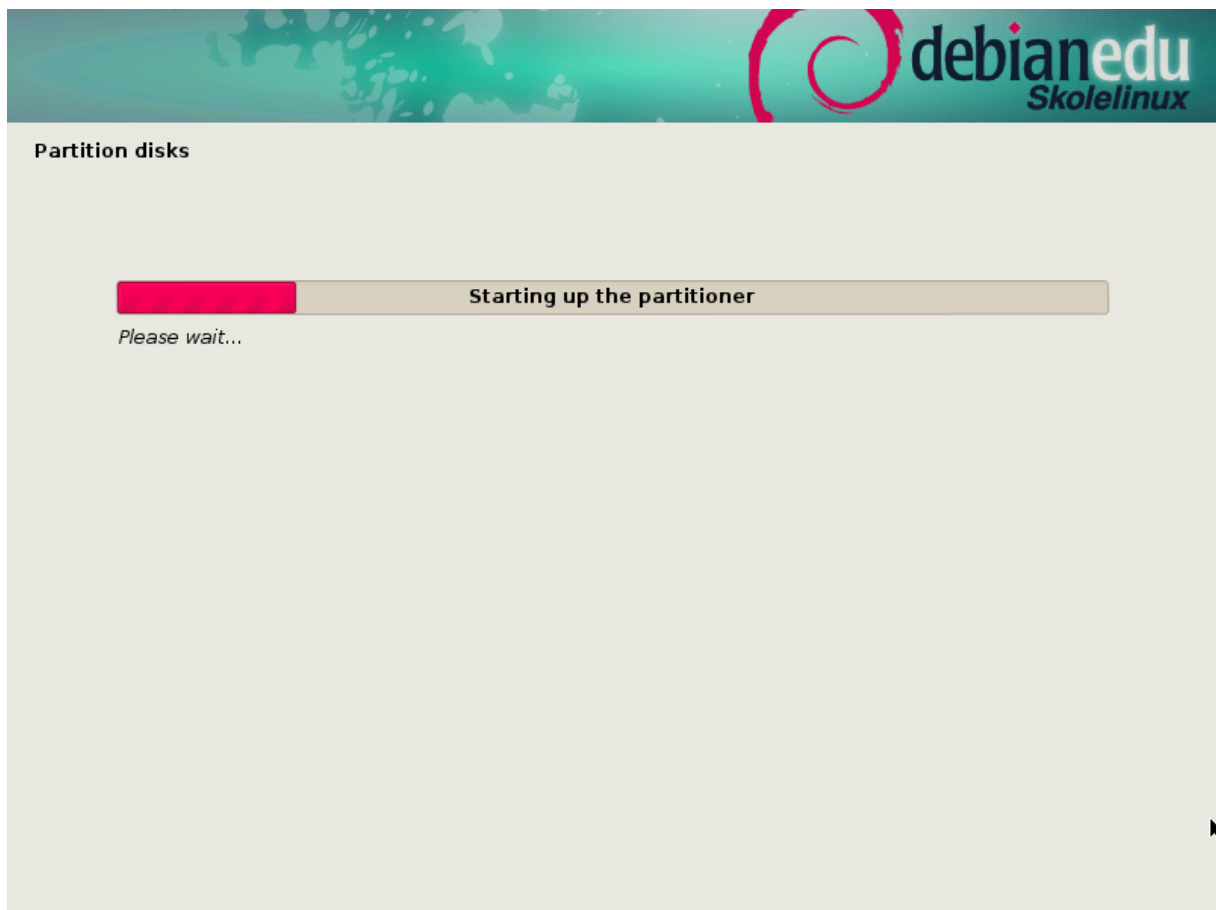 debianedu
Skolelinux
Partition disks
Starting up the partitioner
Please wait...